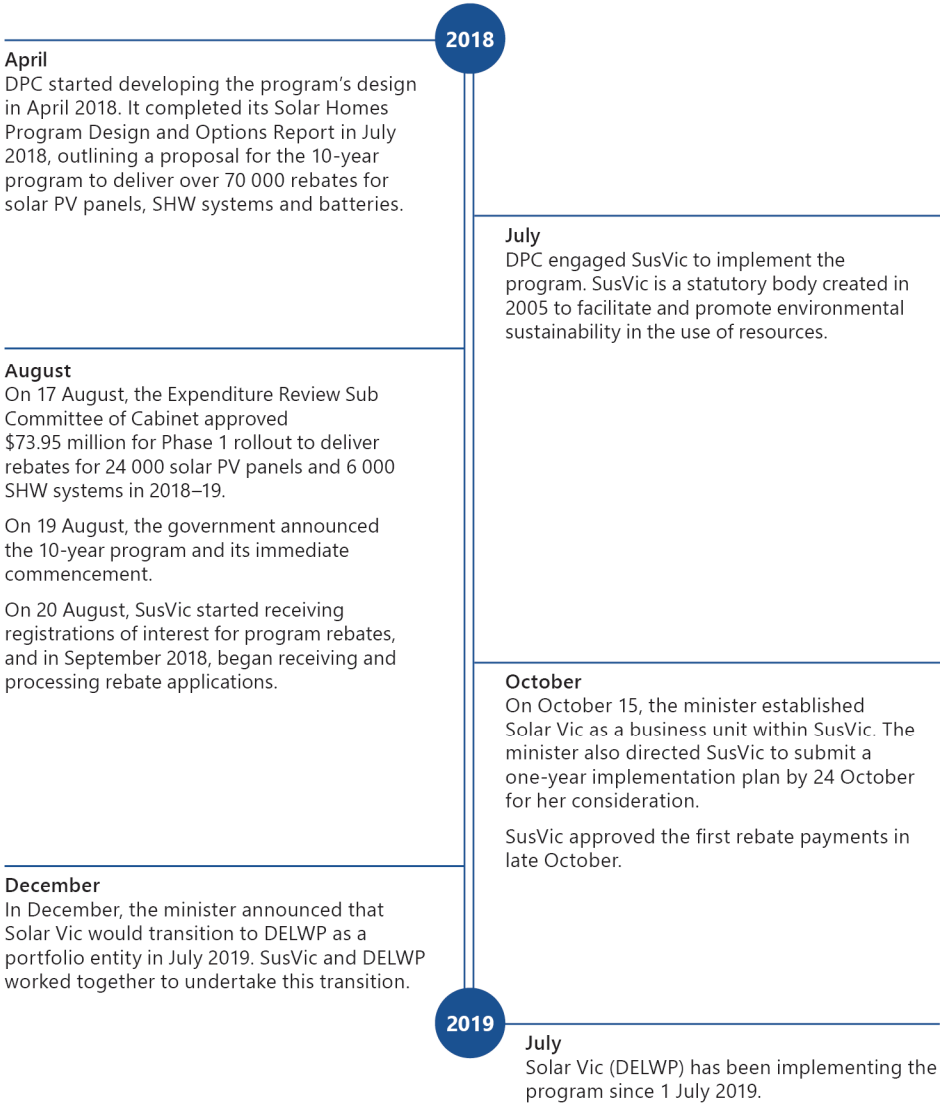 2018
April
DPC started developing the program's design
in April 2018. It completed its Solar Homes
Program Design and Options Report in July
2018, outlining a proposal for the 10-year
program to deliver over 70 000 rebates for
solar PV panels, SHW systems and batteries.
July
DPC engaged SusVic to implement the
program. SusVic is a statutory body created in
2005 to facilitate and promote environmental
sustainability in the use of resources.
August
On 17 August, the Expenditure Review Sub
Committee of Cabinet approved
$73.95 million for Phase 1 rollout to deliver
rebates for 24 000 solar PV panels and 6 000
SHW systems in 2018–19.
On 19 August, the government announced
the 10-year program and its immediate
commencement.
On 20 August, SusVic started receiving
registrations of interest for program rebates,
and in September 2018, began receiving and
processing rebate applications.
October
On October 15, the minister established
Solar Vic as a business unit within SusVic. The
minister also directed SusVic to submit a
one-year implementation plan by 24 October
for her consideration.
SusVic approved the first rebate payments in
late October.
December
In December, the minister announced that
Solar Vic would transition to DELWP as a
portfolio entity in July 2019. SusVic and DELWP
worked together to undertake this transition.
2019
July
Solar Vic (DELWP) has been implementing the
program since 1 July 2019.